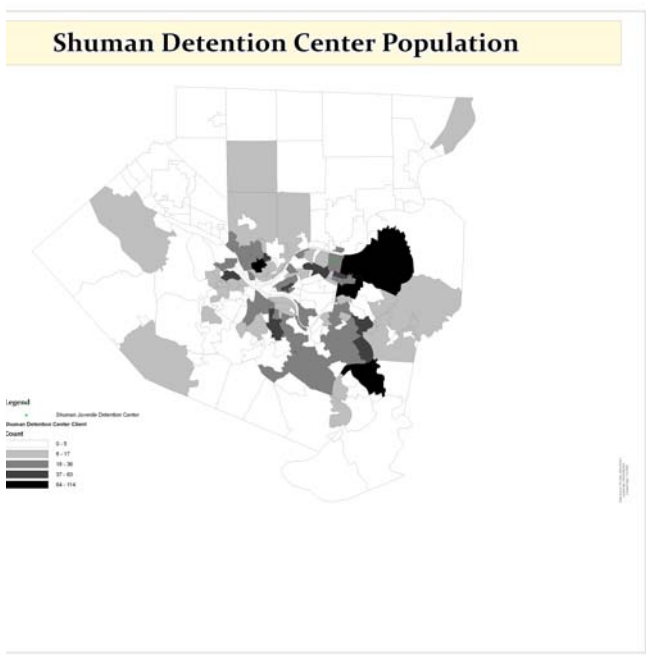 Shuman Detention Center Population
Legend
Shuman Juvenile Detention Center
Shuman Detention Center Client
Count
0 - 5
6 - 17
18 - 36
37 - 63
64 - 114